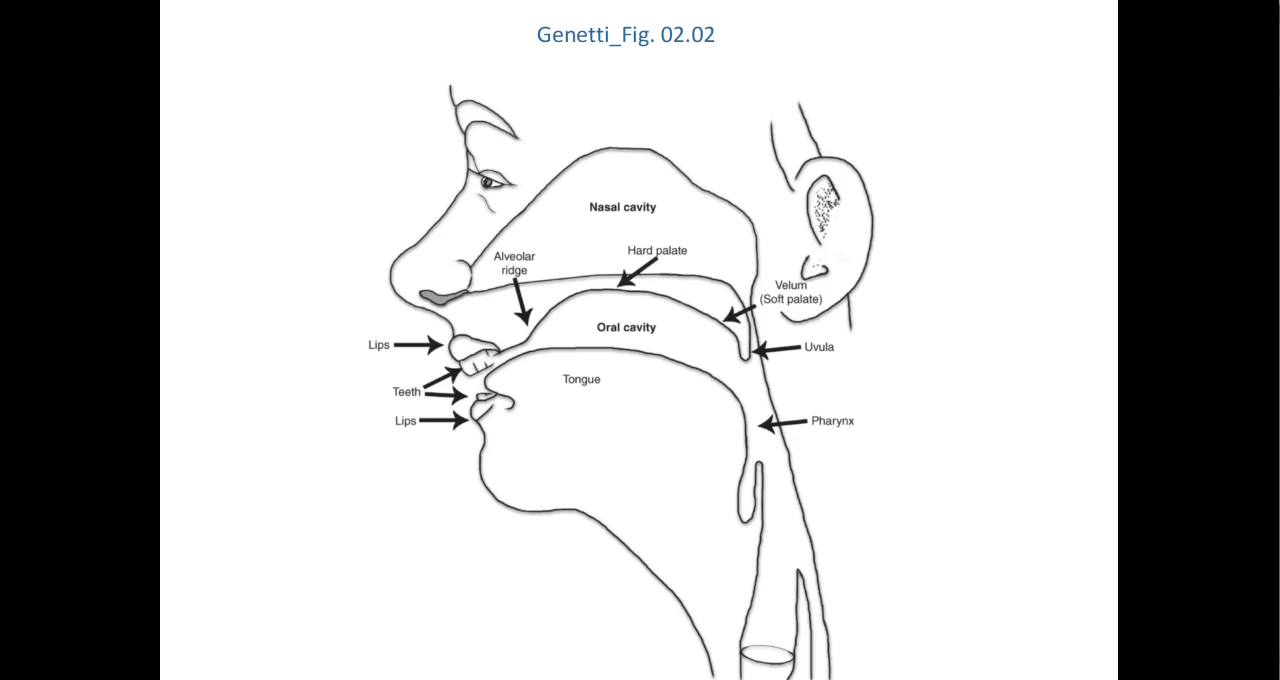 Genetti_Fig. 02.02
Nasal cavity
Alveolar
ridge
Hard palate
Velum
(Soft palate)
Oral cavity
Lips
Uvula
Teeth
Tongue
Lips
Pharynx